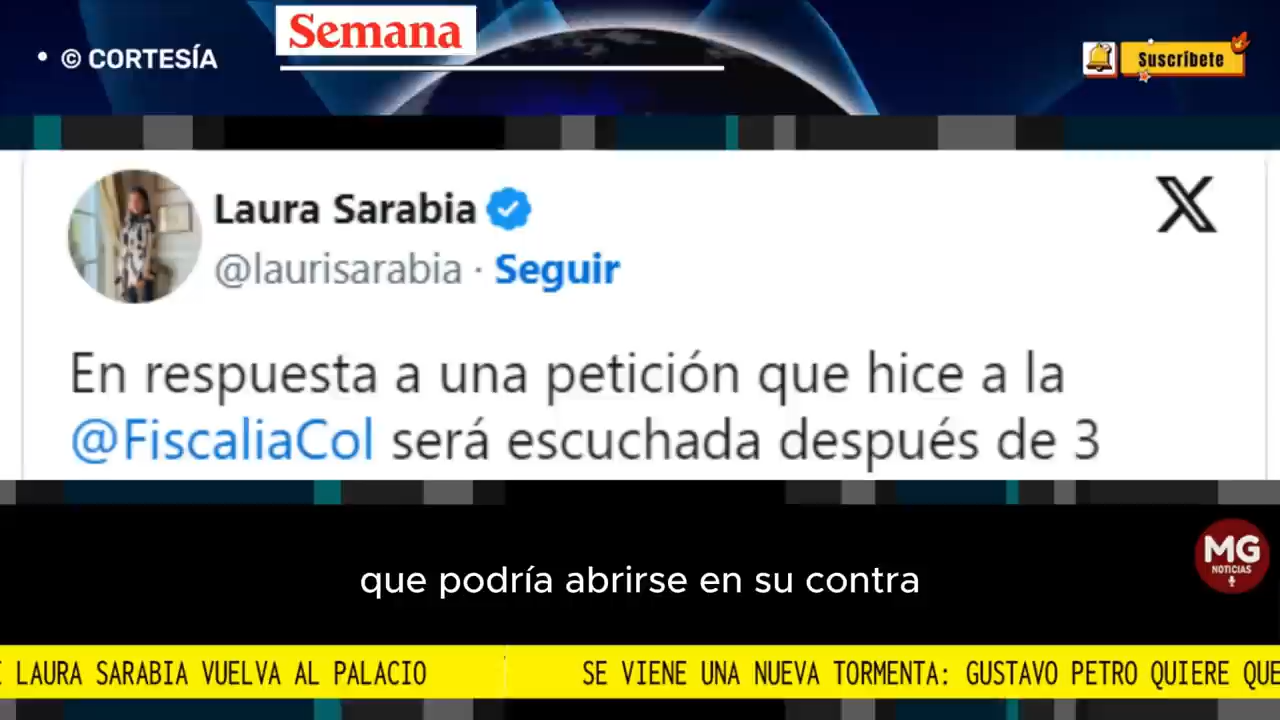 • © CORTESÍA
Semana
Suscríbete
Laura Sarabia
@laurisarabia · Seguir
X
En respuesta a una petición que hice a la
@FiscaliaCol será escuchada después de 3
MG
NOTICIAS
que podría abrirse en su contra
LAURA SARABIA VUELVA AL PALACIO SE VIENE UNA NUEVA TORMENTA: GUSTAVO PETRO QUIERE QUE